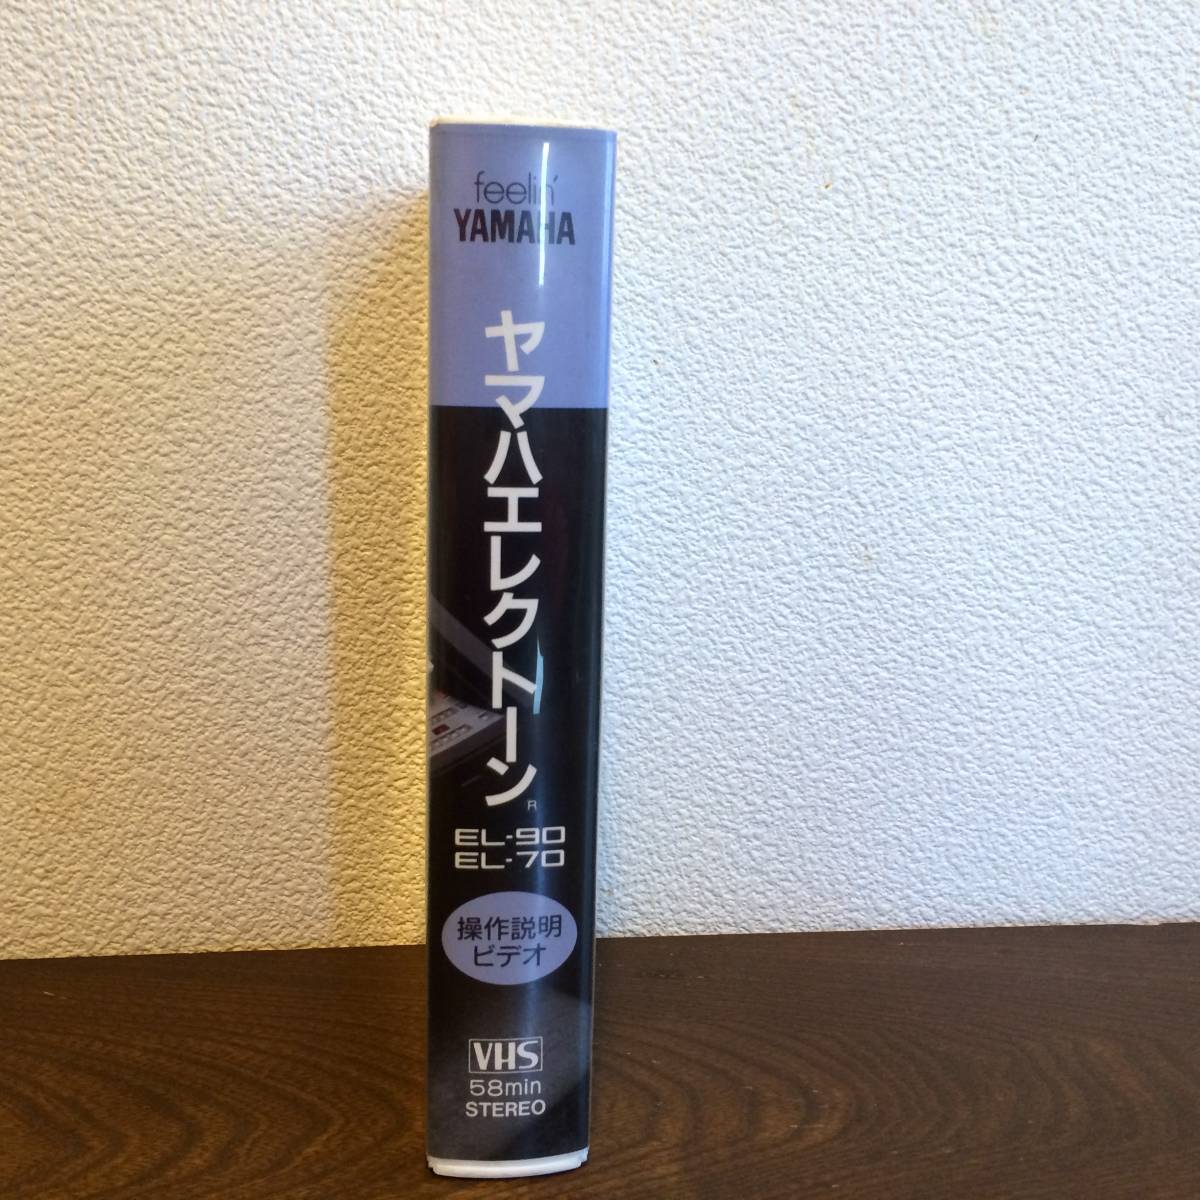 feelin'
YAMAHA
ヤマハエレクトーン
R
EL-90
EL-70
操作説明
ビデオ
VHS
58min
STEREO